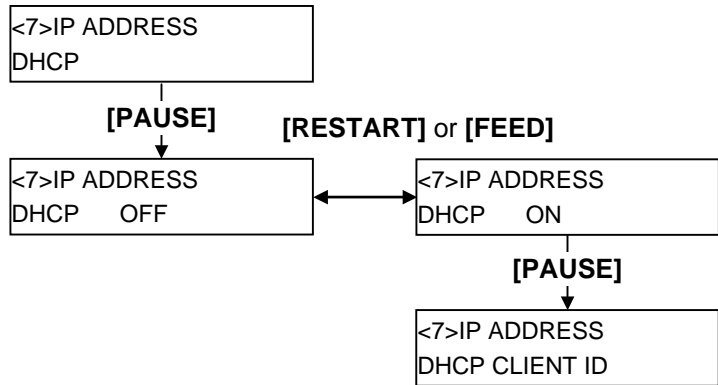 <7>IP ADDRESS
DHCP
[PAUSE]
[RESTART] or [FEED]
<7>IP ADDRESS
DHCP OFF
<7>IP ADDRESS
DHCP ON
[PAUSE]
<7>IP ADDRESS
DHCP CLIENT ID